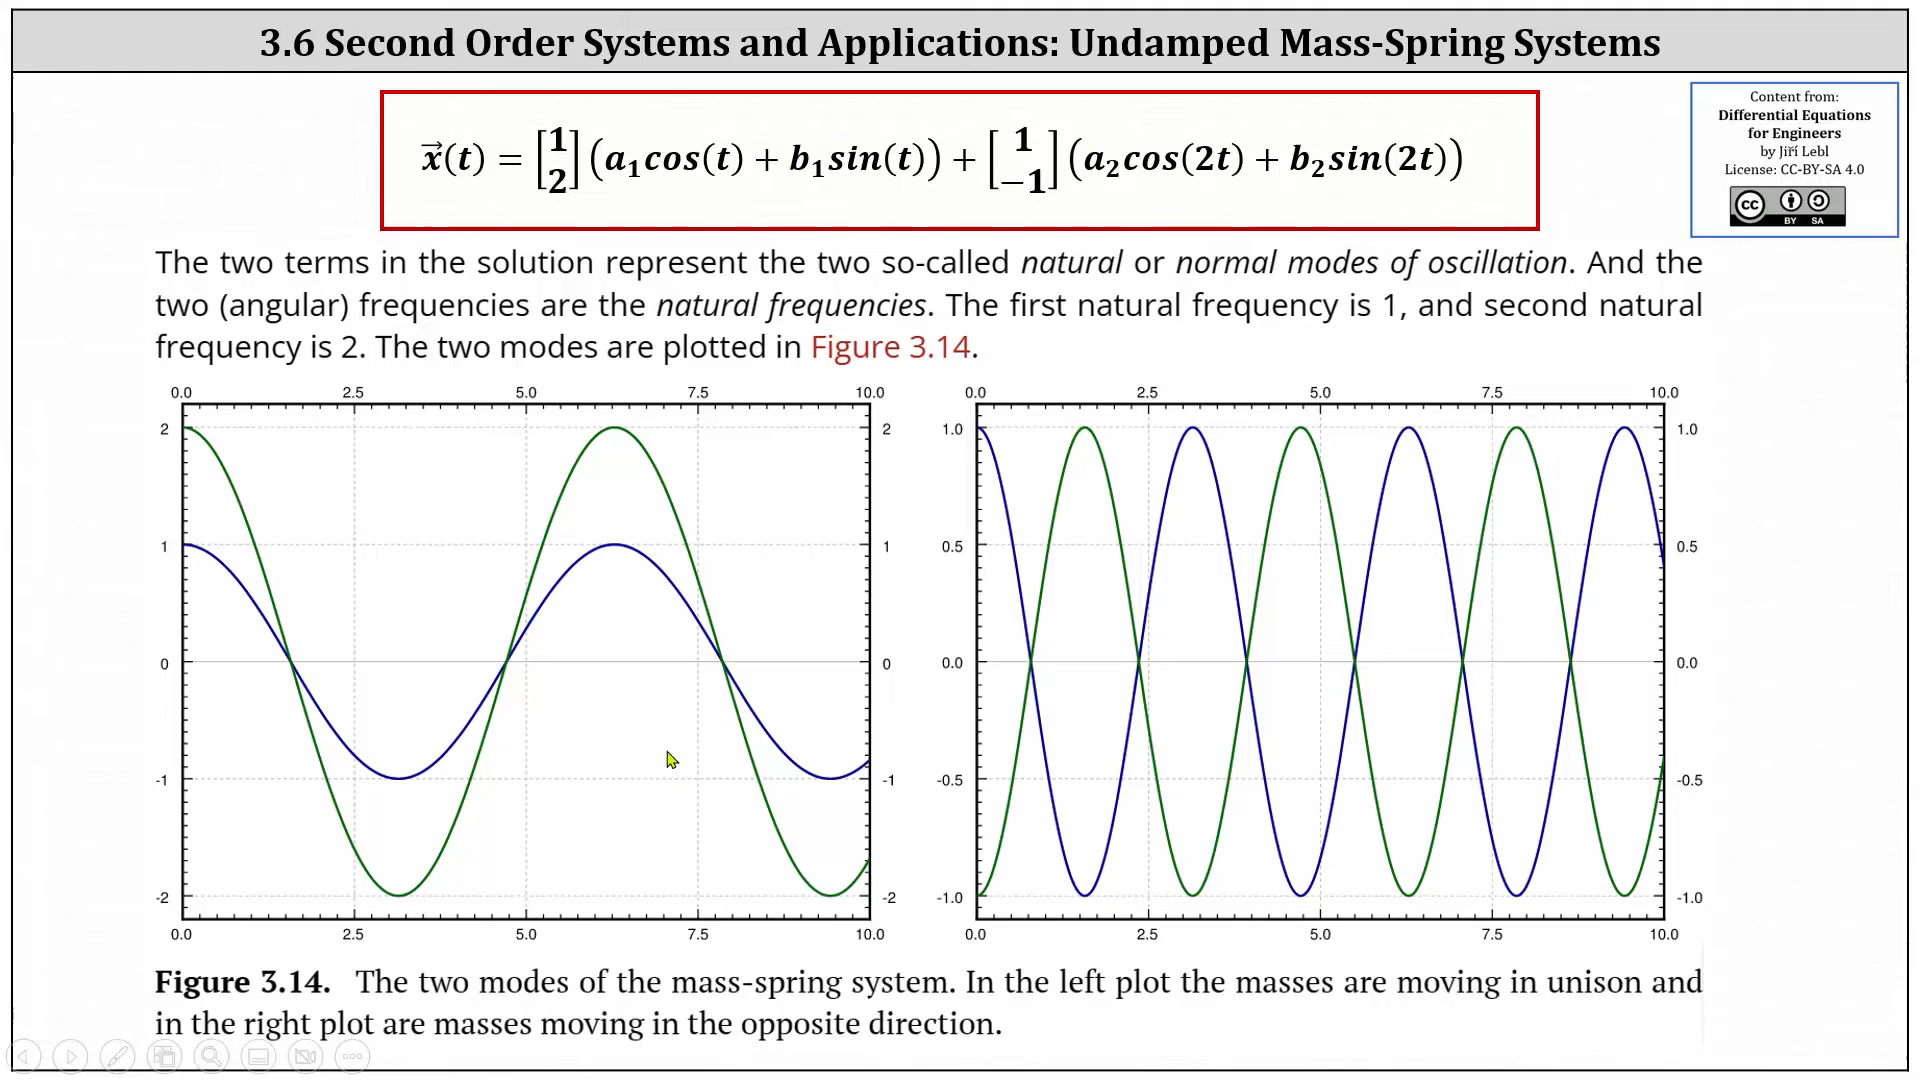 3.6 Second Order Systems and Applications: Undamped Mass-Spring Systems
x⃗(t) = [1 2] (a₁cos(t) + b₁sin(t)) + [1 −1] (a₂cos(2t) + b₂sin(2t))
Content from:
Differential Equations
for Engineers
by Jiří Lebl
License: CC-BY-SA 4.0
cc
BY SA
The two terms in the solution represent the two so-called natural or normal modes of oscillation. And the
two (angular) frequencies are the natural frequencies. The first natural frequency is 1, and second natural
frequency is 2. The two modes are plotted in Figure 3.14.
0.0 2.5 5.0 7.5 10.0
2 2
1 1
0 0
-1 -1
-2 -2
0.0 2.5 5.0 7.5 10.0
0.0 2.5 5.0 7.5 10.0
1.0 1.0
0.5 0.5
0.0 0.0
-0.5 -0.5
-1.0 -1.0
0.0 2.5 5.0 7.5 10.0
Figure 3.14. The two modes of the mass-spring system. In the left plot the masses are moving in unison and
in the right plot are masses moving in the opposite direction.